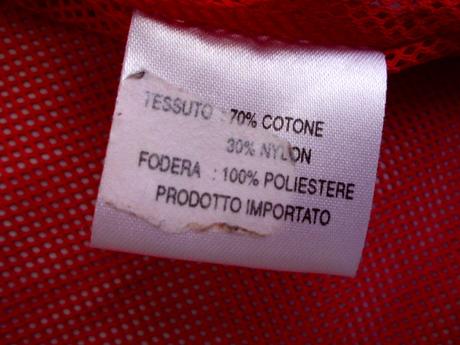 TESSUTO : 70% COTONE
30% NYLON
FODERA : 100% POLIESTERE
PRODOTTO IMPORTATO